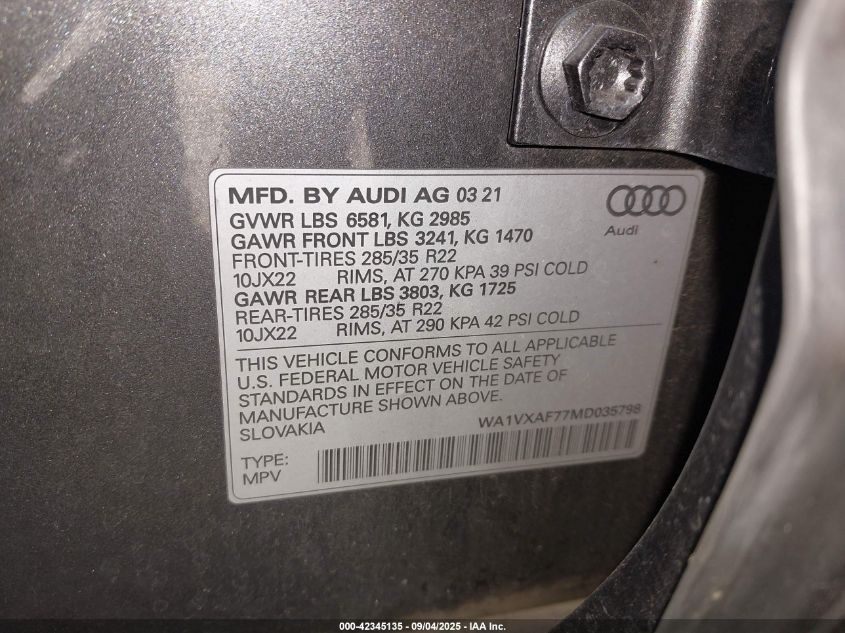 MFD. BY AUDI AG 03 21
Audi
GVWR LBS 6581, KG 2985
GAWR FRONT LBS 3241, KG 1470
FRONT-TIRES 285/35 R22
10JX22 RIMS, AT 270 KPA 39 PSI COLD
GAWR REAR LBS 3803, KG 1725
REAR-TIRES 285/35 R22
10JX22 RIMS, AT 290 KPA 42 PSI COLD
THIS VEHICLE CONFORMS TO ALL APPLICABLE
U.S. FEDERAL MOTOR VEHICLE SAFETY
STANDARDS IN EFFECT ON THE DATE OF
MANUFACTURE SHOWN ABOVE.
SLOVAKIA WA1VXAF77MD035798
TYPE:
MPV
000-42345135 - 09/04/2025 - IAA Inc.